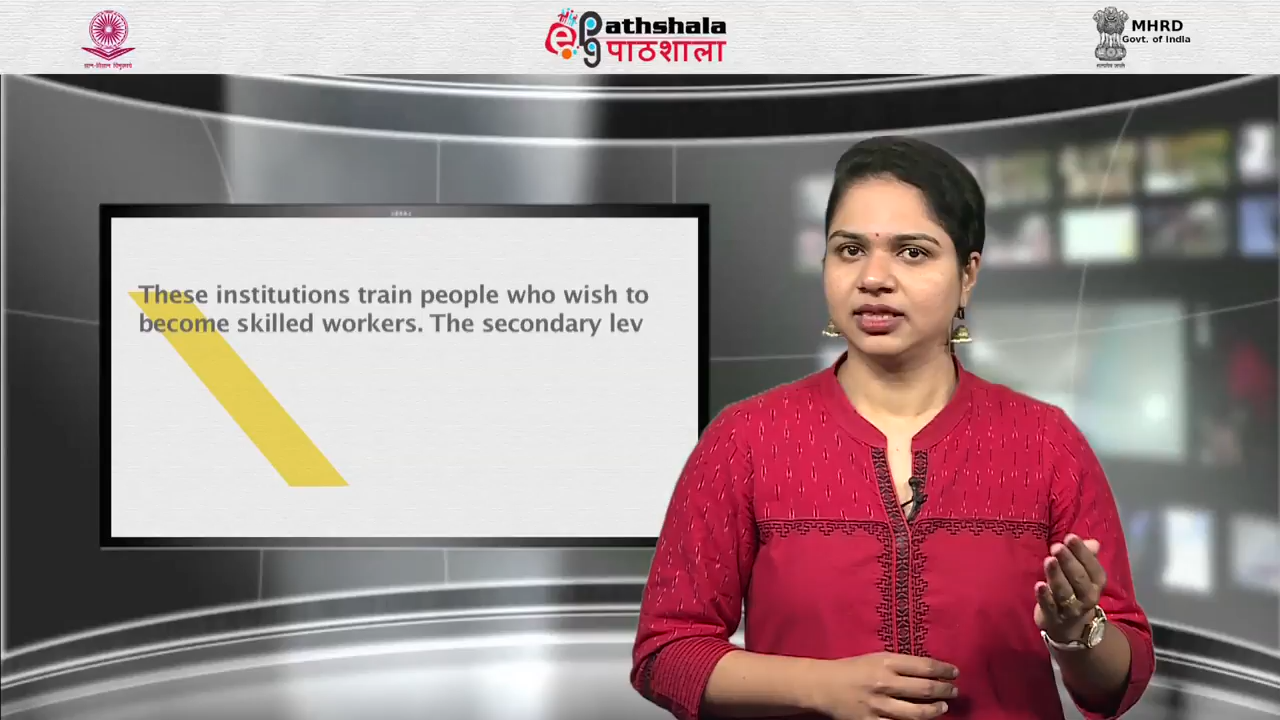 athshala
पाठशाला
MHRD
Govt. of India
These institutions train people who wish to
become skilled workers. The secondary lev